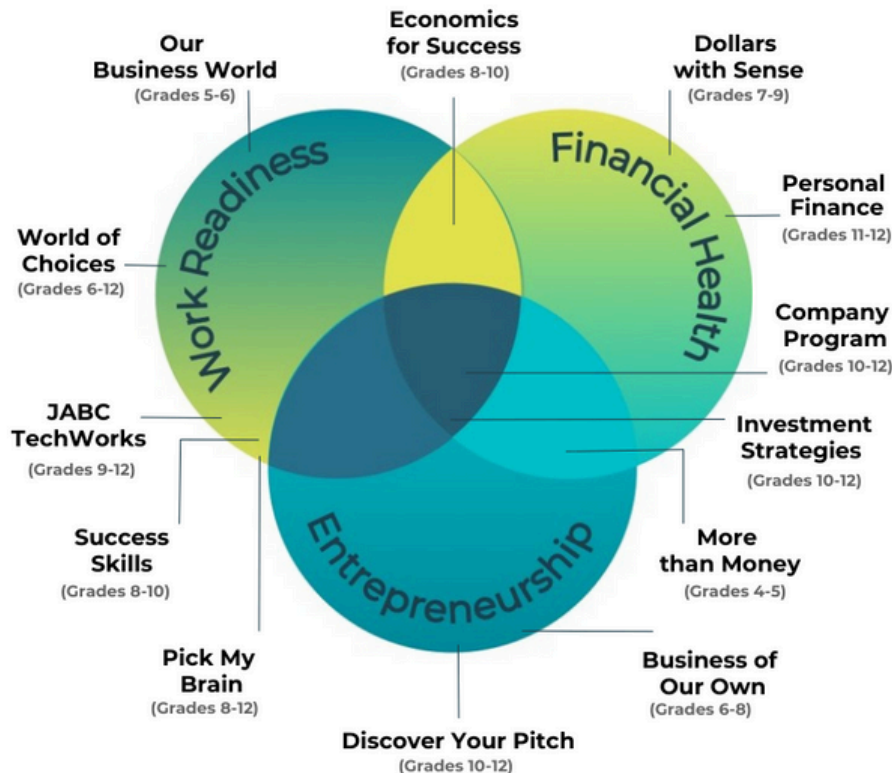 Economics
for Success
(Grades 8-10)
Our
Business World
(Grades 5-6)
Dollars
with Sense
(Grades 7-9)
Work Readiness
Financial Health
Personal
Finance
(Grades 11-12)
World of
Choices
(Grades 6-12)
Company
Program
(Grades 10-12)
JABC
TechWorks
(Grades 9-12)
Investment
Strategies
(Grades 10-12)
Entrepreneurship
Success
Skills
(Grades 8-10)
More
than Money
(Grades 4-5)
Pick My
Brain
(Grades 8-12)
Business of
Our Own
(Grades 6-8)
Discover Your Pitch
(Grades 10-12)